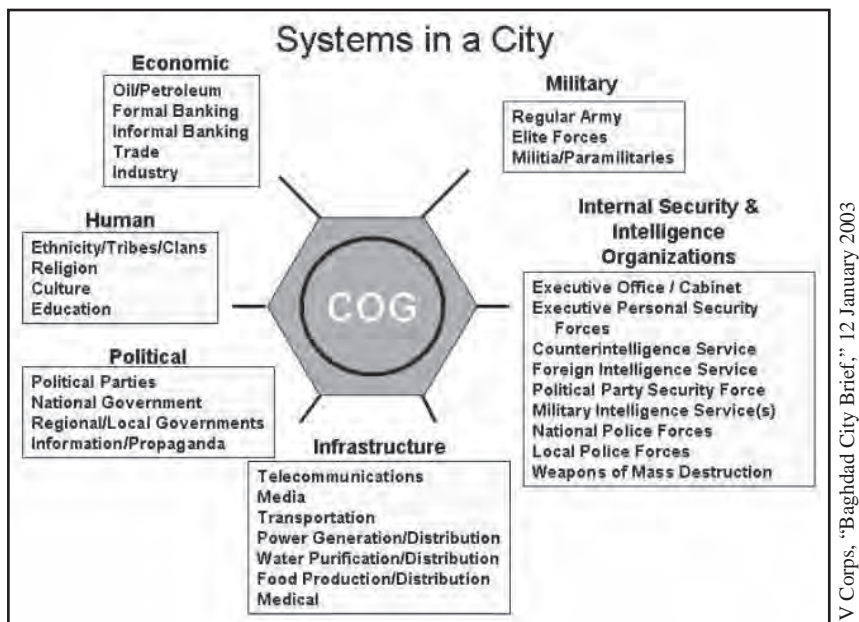 Systems in a City
Economic
Oil/Petroleum
Formal Banking
Informal Banking
Trade
Industry
Military
Regular Army
Elite Forces
Militia/Paramilitaries
Human
Ethnicity/Tribes/Clans
Religion
Culture
Education
COG
Internal Security &
Intelligence
Organizations
Executive Office / Cabinet
Executive Personal Security
Forces
Counterintelligence Service
Foreign Intelligence Service
Political Party Security Force
Military Intelligence Service(s)
National Police Forces
Local Police Forces
Weapons of Mass Destruction
Political
Political Parties
National Government
Regional/Local Governments
Information/Propaganda
Infrastructure
Telecommunications
Media
Transportation
Power Generation/Distribution
Water Purification/Distribution
Food Production/Distribution
Medical
V Corps, “Baghdad City Brief,” 12 January 2003